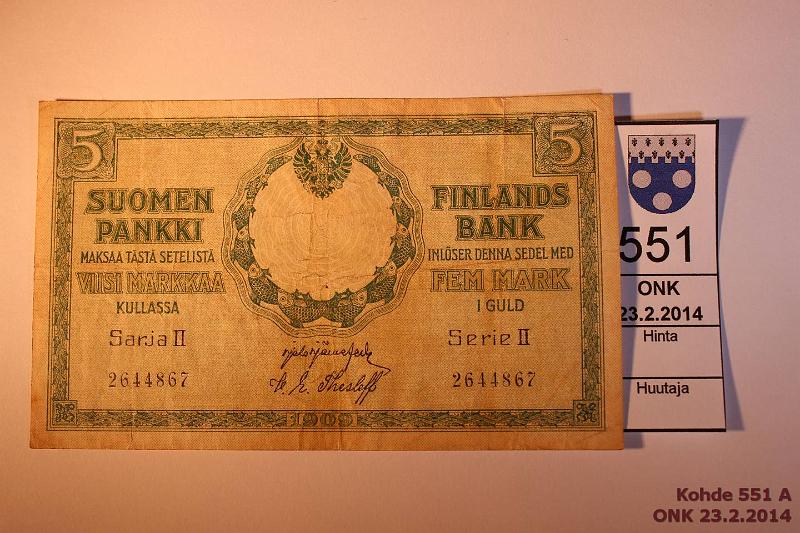 5
5
SUOMEN
PANKKI
MAKSAA TÄSTÄ SETELISTÄ
VIISI MARKKAA
KULLASSA
Sarja II
2644867
FINLANDS
BANK
INLÖSER DENNA SEDEL MED
FEM MARK
I GULD
Serie II
2644867
Thesleff
1909
551
ONK
23.2.2014
Hinta
Huutaja
Kohde 551 A
ONK 23.2.2014